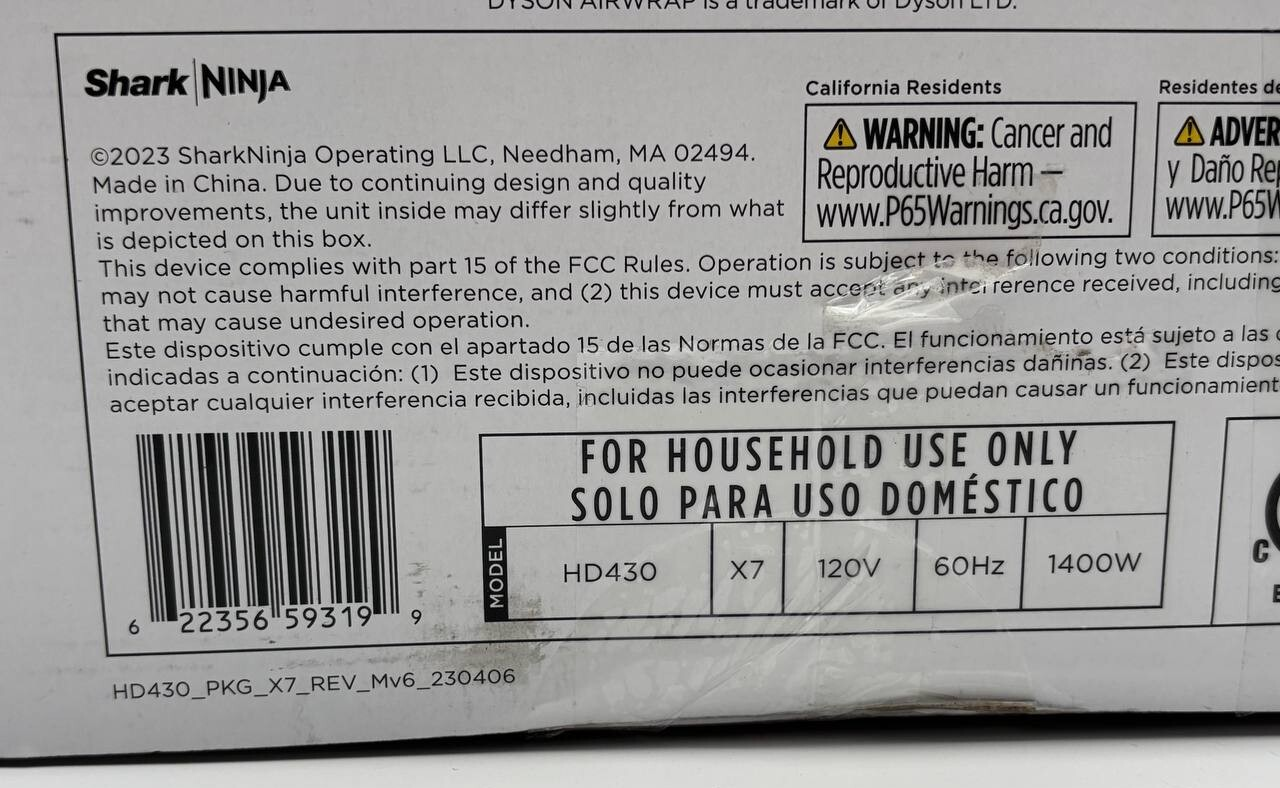 DYSON AIRWRAP is a trademark of Dyson LTD.
Shark NINJA
©2023 SharkNinja Operating LLC, Needham, MA 02494.
Made in China. Due to continuing design and quality
improvements, the unit inside may differ slightly from what
is depicted on this box.
California Residents
WARNING: Cancer and
Reproductive Harm –
www.P65Warnings.ca.gov.
Residentes de
ADVER
y Daño Rep
www.P65W
This device complies with part 15 of the FCC Rules. Operation is subject to the following two conditions:
may not cause harmful interference, and (2) this device must accept any interference received, including
that may cause undesired operation.
Este dispositivo cumple con el apartado 15 de las Normas de la FCC. El funcionamiento está sujeto a las
indicadas a continuación: (1) Este dispositivo no puede ocasionar interferencias dañinas. (2) Este dispos
aceptar cualquier interferencia recibida, incluidas las interferencias que puedan causar un funcionamient
6 22356 59319 9
FOR HOUSEHOLD USE ONLY
SOLO PARA USO DOMÉSTICO
MODEL HD430 X7 120V 60Hz 1400W
C
HD430_PKG_X7_REV_Mv6_230406